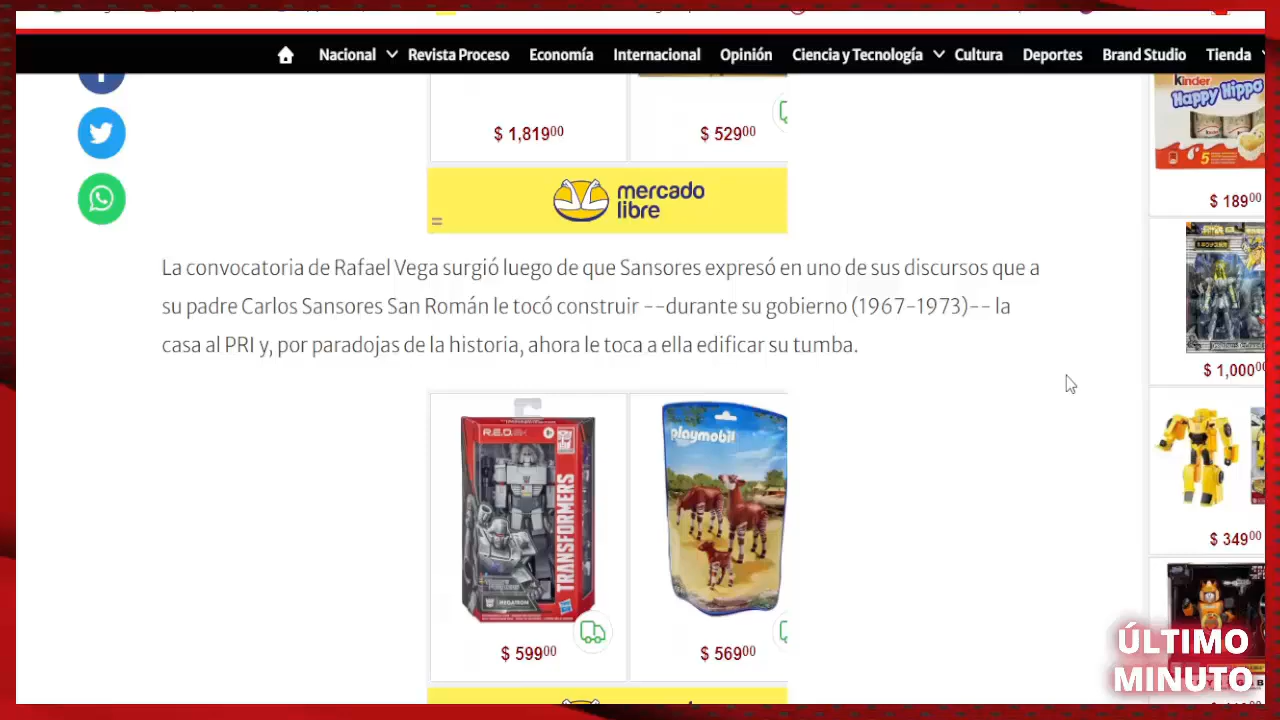 Nacional Revista Proceso Economía Internacional Opinión Ciencia y Tecnología Cultura Deportes Brand Studio Tienda
$ 1,819⁰⁰ $ 529⁰⁰
mercado
libre
La convocatoria de Rafael Vega surgió luego de que Sansores expresó en uno de sus discursos que a
su padre Carlos Sansores San Román le tocó construir --durante su gobierno (1967-1973)-- la
casa al PRI y, por paradojas de la historia, ahora le toca a ella edificar su tumba.
R.E.D.
TRANSFORMERS
MEGATRON
playmobil
$ 599⁰⁰ $ 569⁰⁰
Kinder
Happy Hippo
5
$ 189⁰⁰
$ 1,000⁰⁰
$ 349⁰⁰
ÚLTIMO
MINUTO